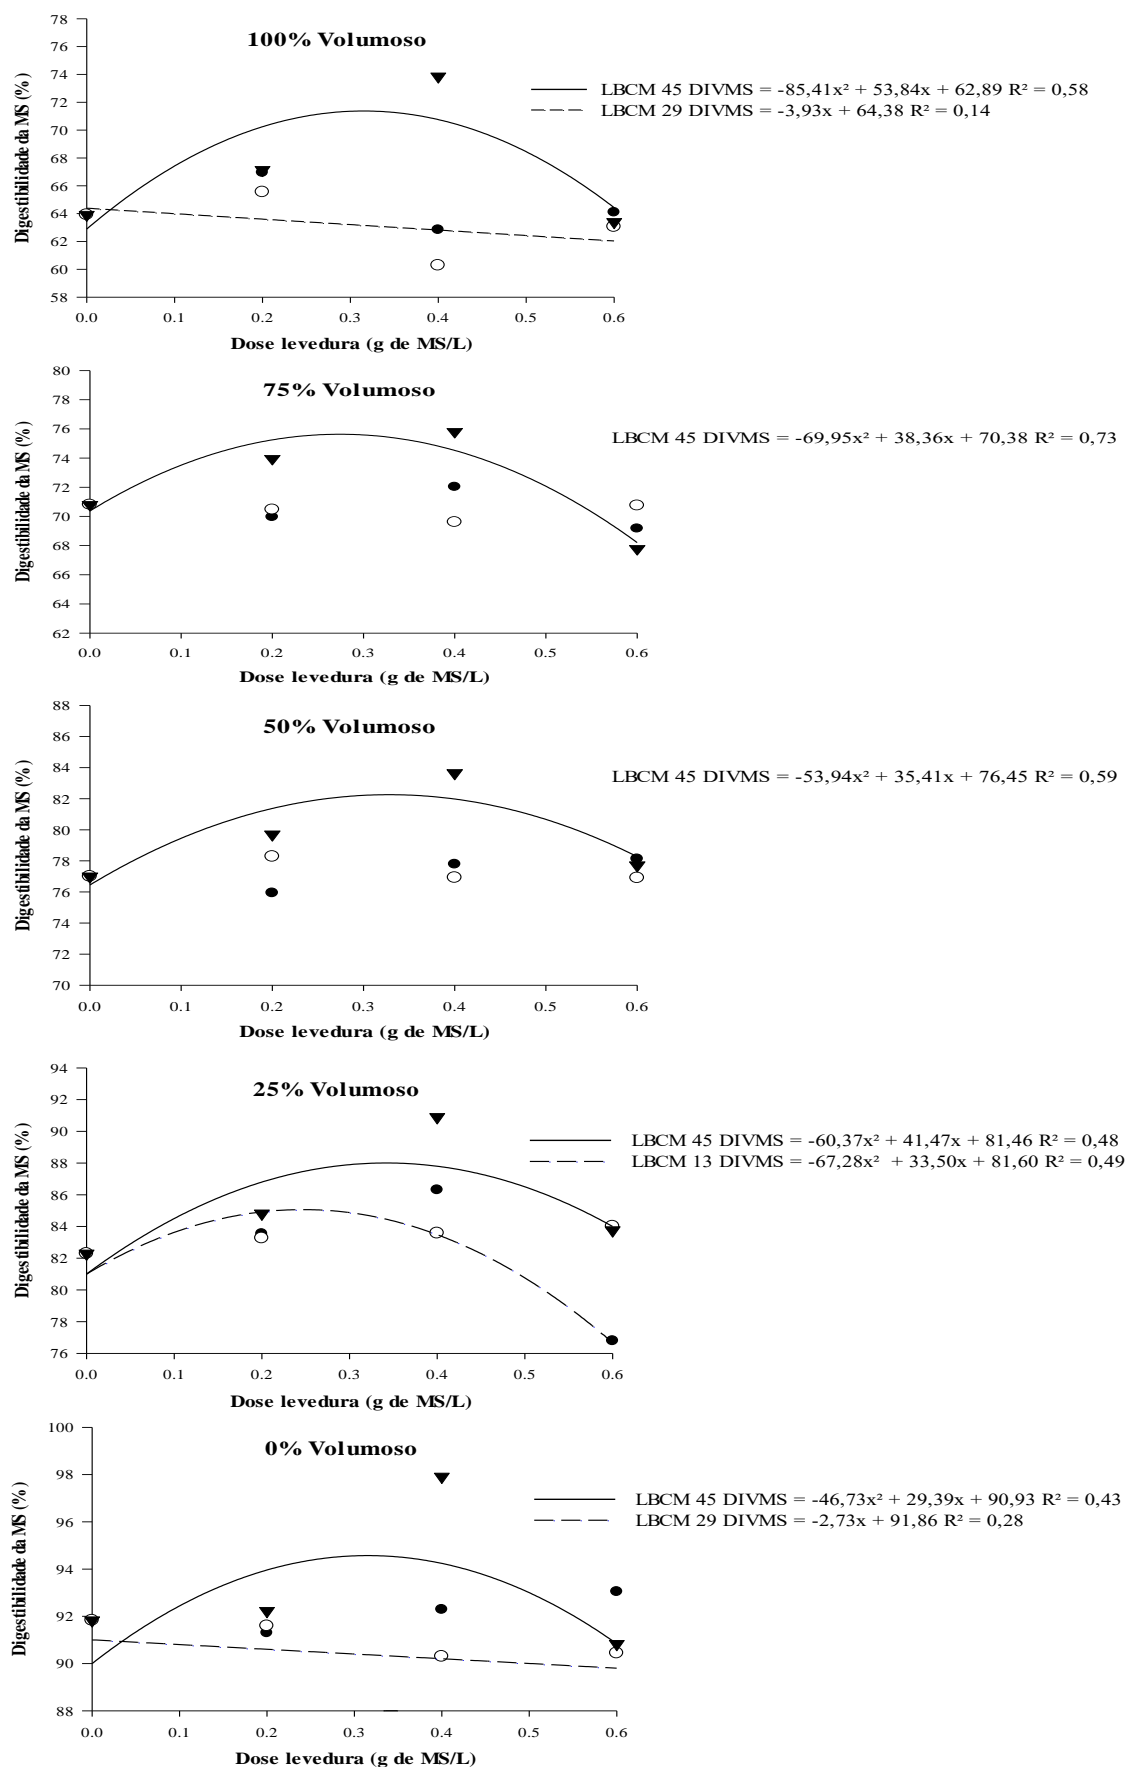 100% Volumoso
78
76
74
72
70
68
66
64
62
60
58
Digestibilidade da MS (%)
LBCM 45 DIVMS = -85,41x² + 53,84x + 62,89 R² = 0,58
LBCM 29 DIVMS = -3,93x + 64,38 R² = 0,14
0.0 0.1 0.2 0.3 0.4 0.5 0.6
Dose levedura (g de MS/L)
75% Volumoso
80
78
76
74
72
70
68
66
64
62
Digestibilidade da MS (%)
LBCM 45 DIVMS = -69,95x² + 38,36x + 70,38 R² = 0,73
0.0 0.1 0.2 0.3 0.4 0.5 0.6
Dose levedura (g de MS/L)
50% Volumoso
88
86
84
82
80
78
76
74
72
70
Digestibilidade da MS (%)
LBCM 45 DIVMS = -53,94x² + 35,41x + 76,45 R² = 0,59
0.0 0.1 0.2 0.3 0.4 0.5 0.6
Dose levedura (g de MS/L)
25% Volumoso
94
92
90
88
86
84
82
80
78
76
Digestibilidade da MS (%)
LBCM 45 DIVMS = -60,37x² + 41,47x + 81,46 R² = 0,48
LBCM 13 DIVMS = -67,28x² + 33,50x + 81,60 R² = 0,49
0.0 0.1 0.2 0.3 0.4 0.5 0.6
Dose levedura (g de MS/L)
0% Volumoso
100
98
96
94
92
90
88
Digestibilidade da MS (%)
LBCM 45 DIVMS = -46,73x² + 29,39x + 90,93 R² = 0,43
LBCM 29 DIVMS = -2,73x + 91,86 R² = 0,28
0.0 0.1 0.2 0.3 0.4 0.5 0.6
Dose levedura (g de MS/L)